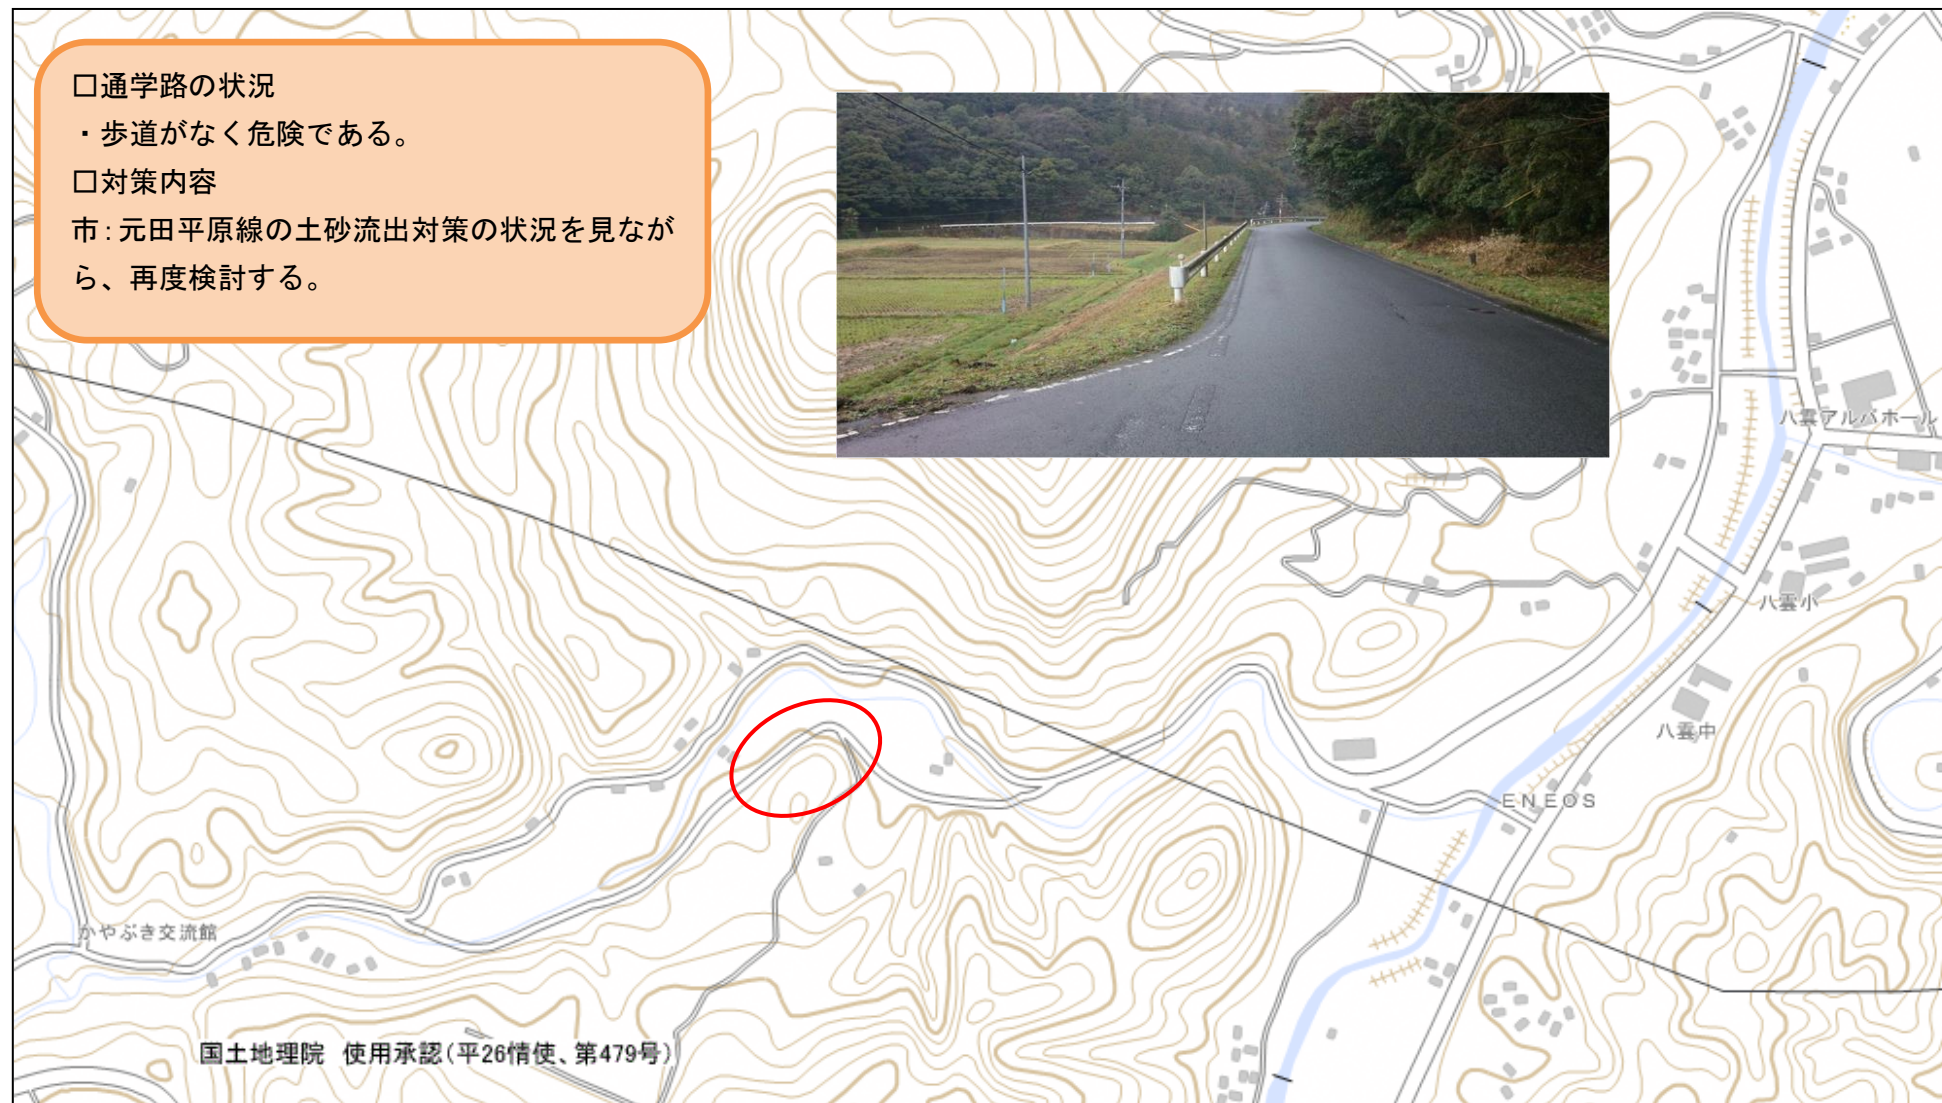 □通学路の状況
・歩道がなく危険である。
□対策内容
市：元田平原線の土砂流出対策の状況を見なが
ら、再度検討する。
八雲アルバホール
八雲小
八雲中
ENEOS
かやぶき交流館
国土地理院　使用承認（平26情使、第479号）